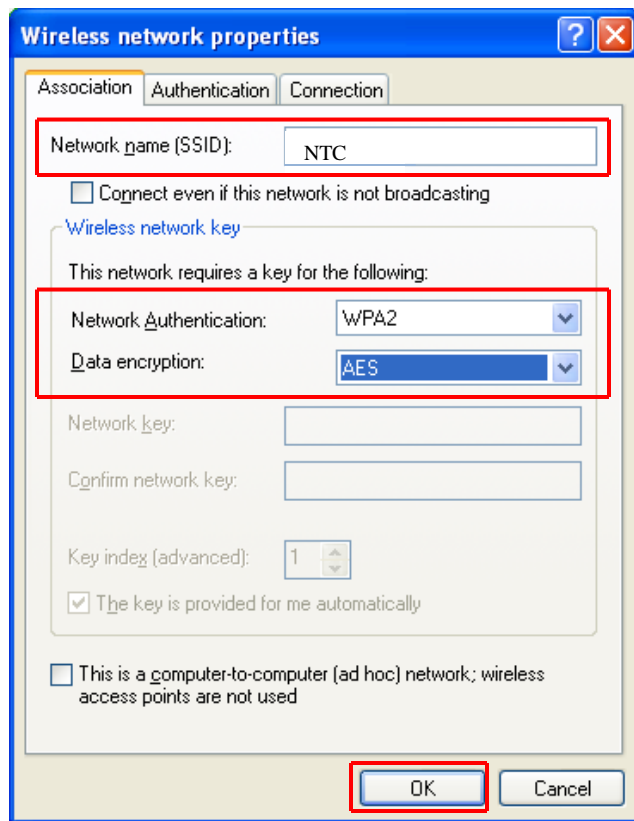 Wireless network properties
Association Authentication Connection
Network name (SSID): NTC
Connect even if this network is not broadcasting
Wireless network key
This network requires a key for the following:
Network Authentication: WPA2
Data encryption: AES
Network key:
Confirm network key:
Key index (advanced): 1
The key is provided for me automatically
This is a computer-to-computer (ad hoc) network; wireless
access points are not used
OK Cancel